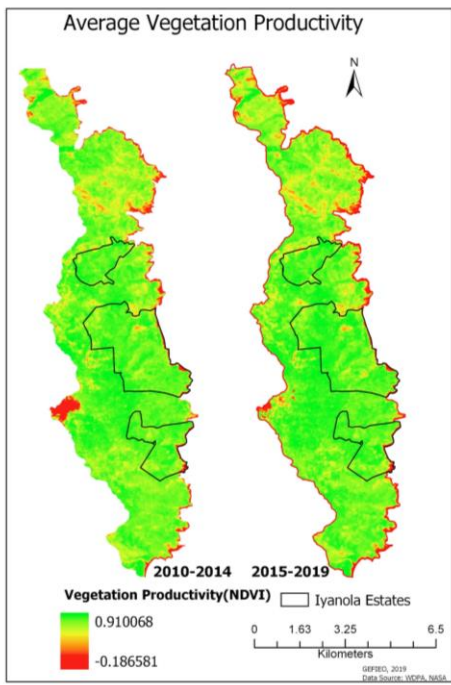 Average Vegetation Productivity
N
2010-2014 2015-2019
Vegetation Productivity(NDVI)
Iyanola Estates
0.910068
-0.186581
0 1.63 3.25 6.5
Kilometers
GEFIEO, 2019
Data Source: WDPA, NASA